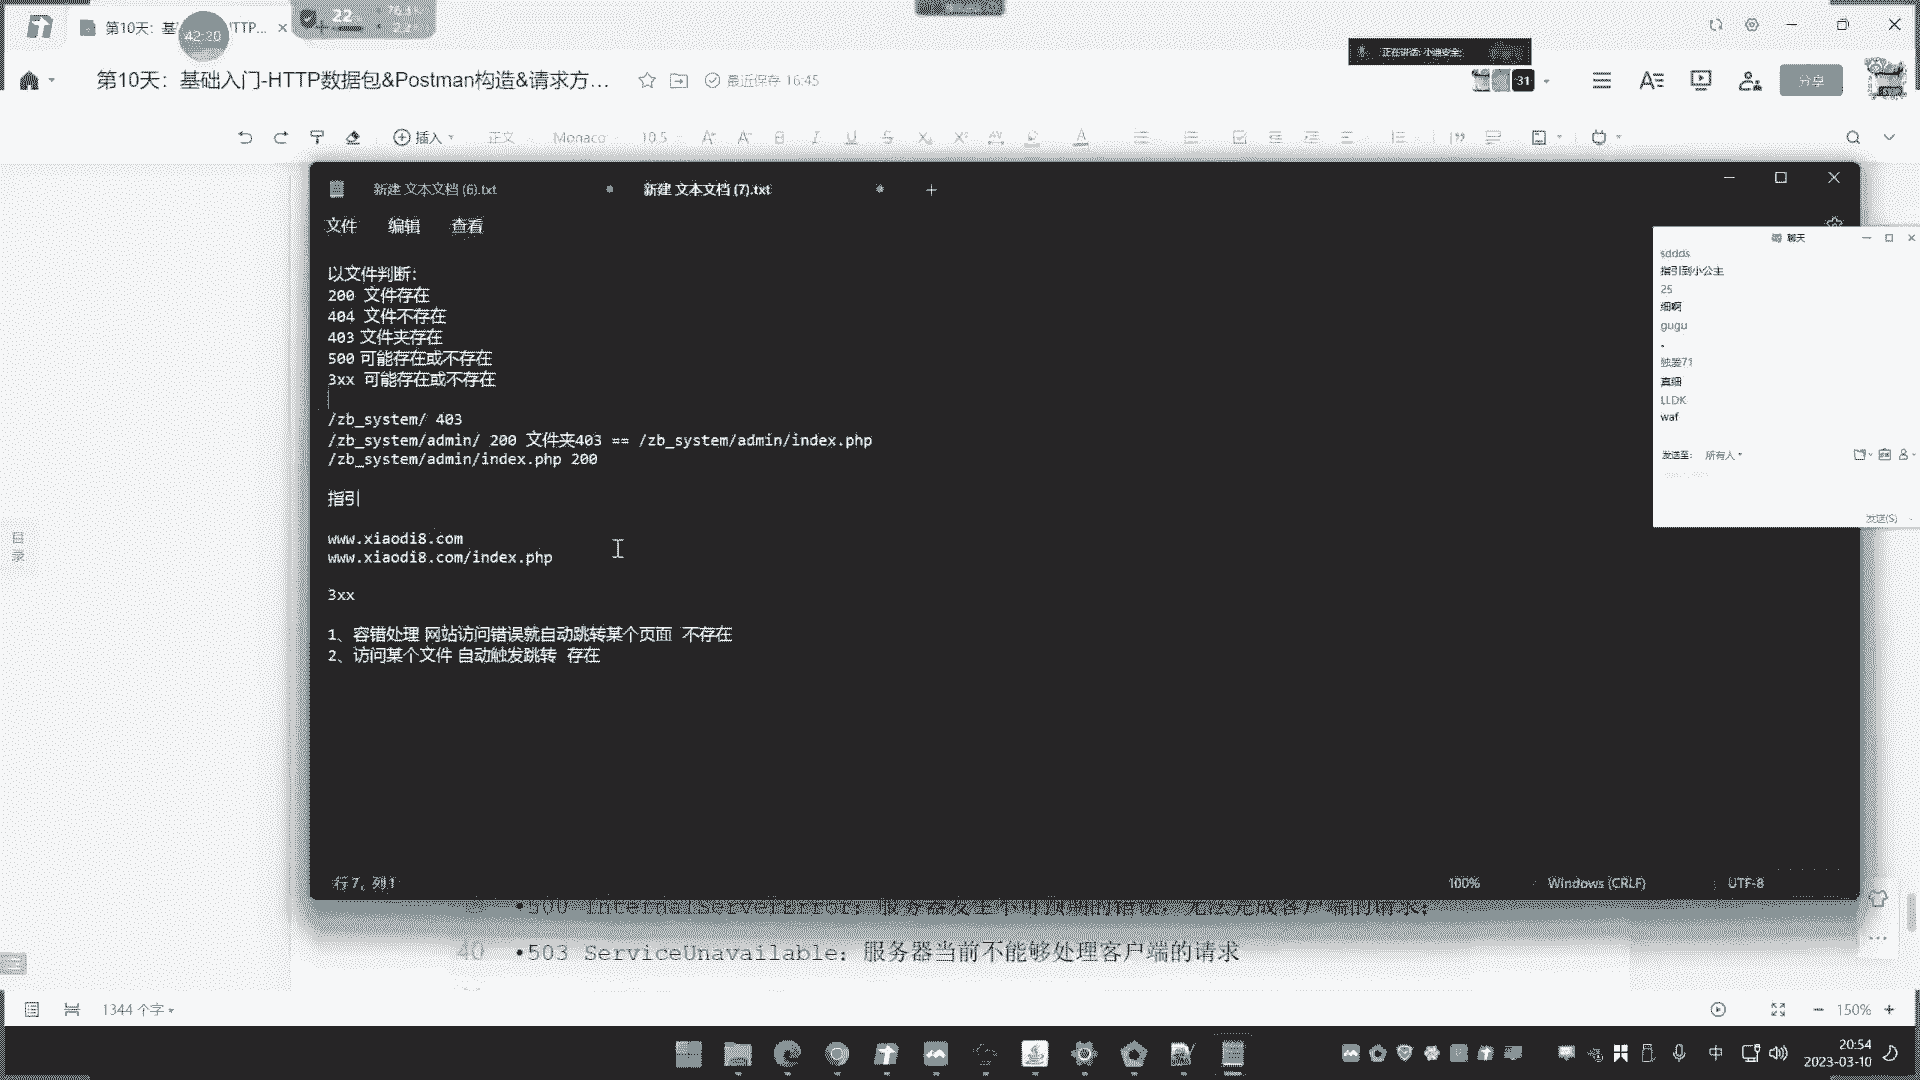 第10天：基
TTP...
42:20
22
正在讲话: 小迪安全;
第10天：基础入门-HTTP数据包&Postman构造&请求方...
最近保存 16:45
31
分享
插入
正文
Monaco
10.5
新建 文本文档 (6).txt
新建 文本文档 (7).txt
文件
编辑
查看
以文件判断：
200 文件存在
404 文件不存在
403 文件夹存在
500 可能存在或不存在
3xx 可能存在或不存在
/zb_system/ 403
/zb_system/admin/ 200 文件夹403 == /zb_system/admin/index.php
/zb_system/admin/index.php 200
指引
www.xiaodi8.com
www.xiaodi8.com/index.php
3xx
1、容错处理 网站访问错误就自动跳转某个页面 不存在
2、访问某个文件 自动触发跳转 存在
行 7，列 1
100%
Windows (CRLF)
UTF-8
聊天
sddds
指引到小公主
25
细啊
gugu
。
独爱71
真细
LLDK
waf
发送至：
所有人
发送(S)
目录
•500 InternalServerError：服务器发生不可预期的错误，无法完成客户端的请求；
40 •503 ServiceUnavailable：服务器当前不能够处理客户端的请求
1344 个字
150%
中
20:54
2023-03-10